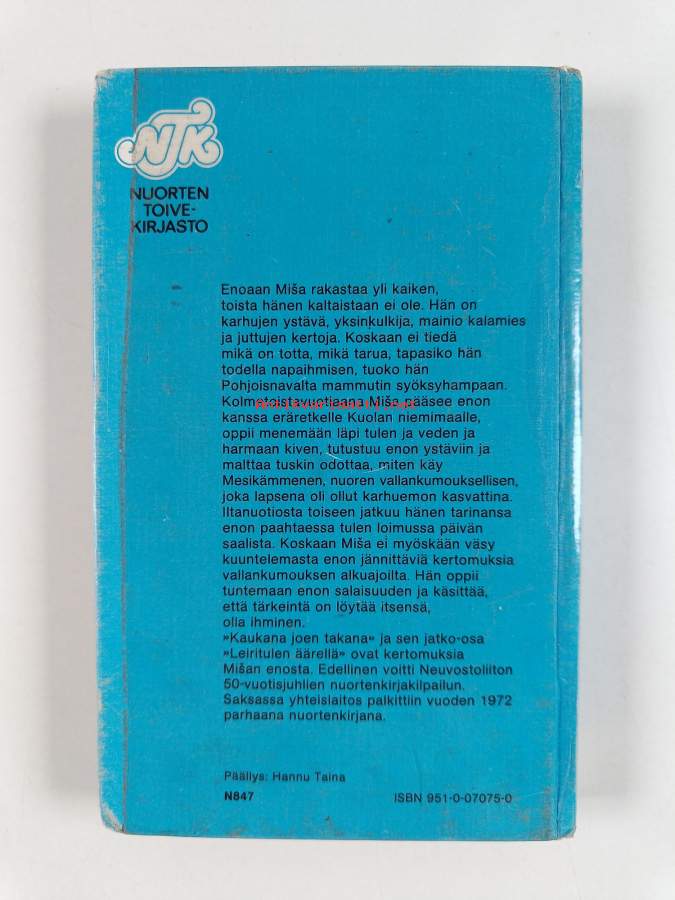 NTK
NUORTEN
TOIVE-
KIRJASTO
Enoaan Miša rakastaa yli kaiken,
toista hänen kaltaistaan ei ole. Hän on
karhujen ystävä, yksinkulkija, mainio kalamies
ja juttujen kertoja. Koskaan ei tiedä
mikä on totta, mikä tarua, tapasiko hän
todella napaihmisen, tuoko hän
Pohjoisnavalta mammutin syöksyhampaan.
Kolmetoistavuotiaana Miša pääsee enon
kanssa eräretkelle Kuolan niemimaalle,
oppii menemään läpi tulen ja veden ja
harmaan kiven, tutustuu enon ystäviin ja
malttaa tuskin odottaa, miten käy
Mesikämmenen, nuoren vallankumouksellisen,
joka lapsena oli ollut karhuemon kasvattina.
Iltanuotiosta toiseen jatkuu hänen tarinansa
enon paahtaessa tulen loimussa päivän
saalista. Koskaan Miša ei myöskään väsy
kuuntelemasta enon jännittäviä kertomuksia
vallankumouksen alkuajoilta. Hän oppii
tuntemaan enon salaisuuden ja käsittää,
että tärkeintä on löytää itsensä,
olla ihminen.
»Kaukana joen takana» ja sen jatko-osa
»Leiritulen äärellä» ovat kertomuksia
Mišan enosta. Edellinen voitti Neuvostoliiton
50-vuotisjuhlien nuortenkirjakilpailun.
Saksassa yhteislaitos palkittiin vuoden 1972
parhaana nuortenkirjana.
Päällys: Hannu Taina
N847 ISBN 951-0-07075-0